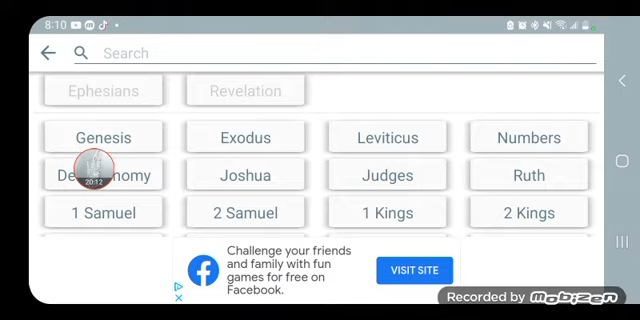 8:10
Search
Ephesians
Revelation
Genesis
Exodus
Leviticus
Numbers
Joshua
Judges
Ruth
20:12
1 Samuel
2 Samuel
1 Kings
2 Kings
Challenge your friends
and family with fun
games for free on
Facebook.
VISIT SITE
Recorded by Mobizen